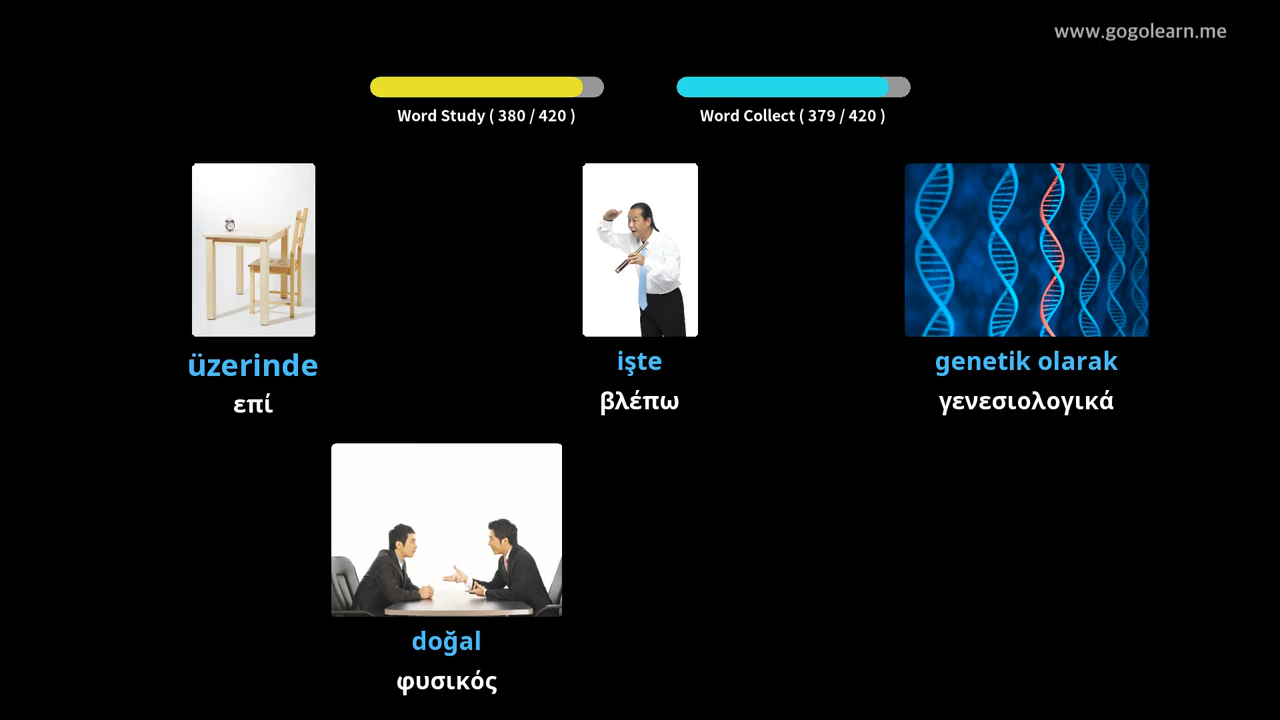 www.gogolearn.me
Word Study ( 380 / 420 )
Word Collect ( 379 / 420 )
üzerinde
επί
işte
βλέπω
genetik olarak
γενεσιολογικά
doğal
φυσικός